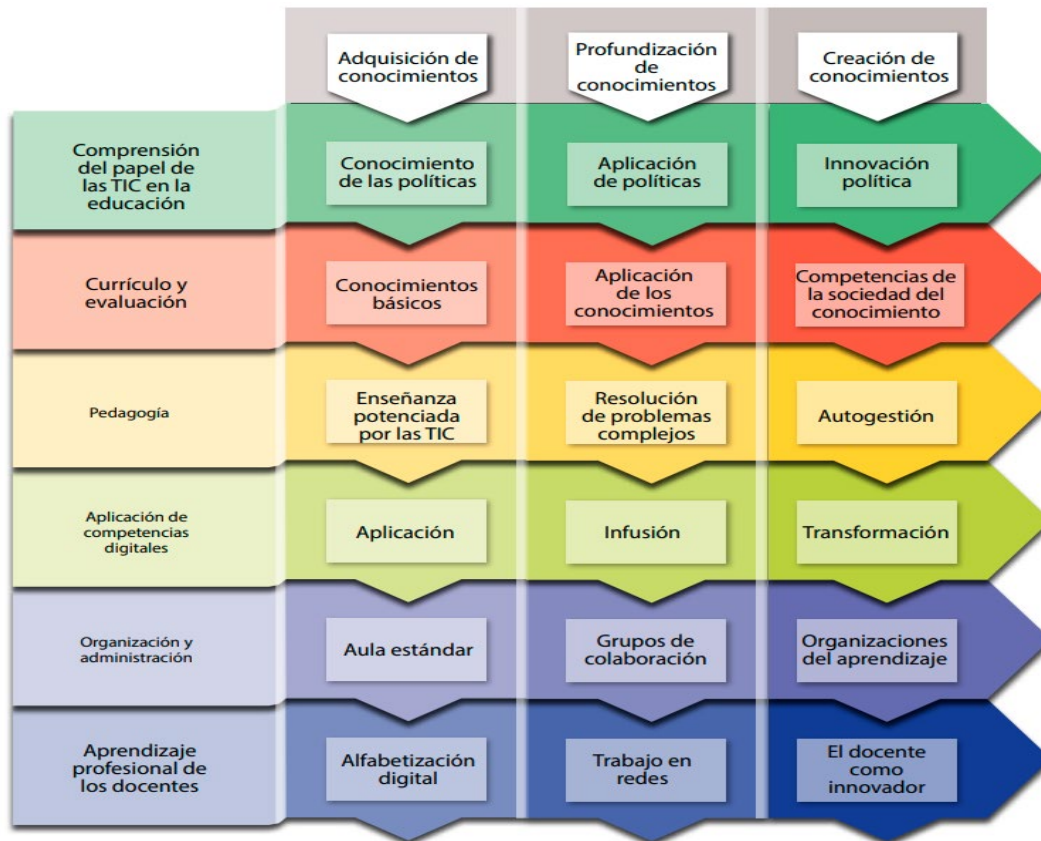 Adquisición de
conocimientos
Profundización
de
conocimientos
Creación de
conocimientos
Comprensión
del papel de
las TIC en la
educación
Conocimiento
de las políticas
Aplicación
de políticas
Innovación
política
Currículo y
evaluación
Conocimientos
básicos
Aplicación
de los
conocimientos
Competencias de
la sociedad del
conocimiento
Pedagogía
Enseñanza
potenciada
por las TIC
Resolución
de problemas
complejos
Autogestión
Aplicación de
competencias
digitales
Aplicación
Infusión
Transformación
Organización y
administración
Aula estándar
Grupos de
colaboración
Organizaciones
del aprendizaje
Aprendizaje
profesional de
los docentes
Alfabetización
digital
Trabajo en
redes
El docente
como
innovador